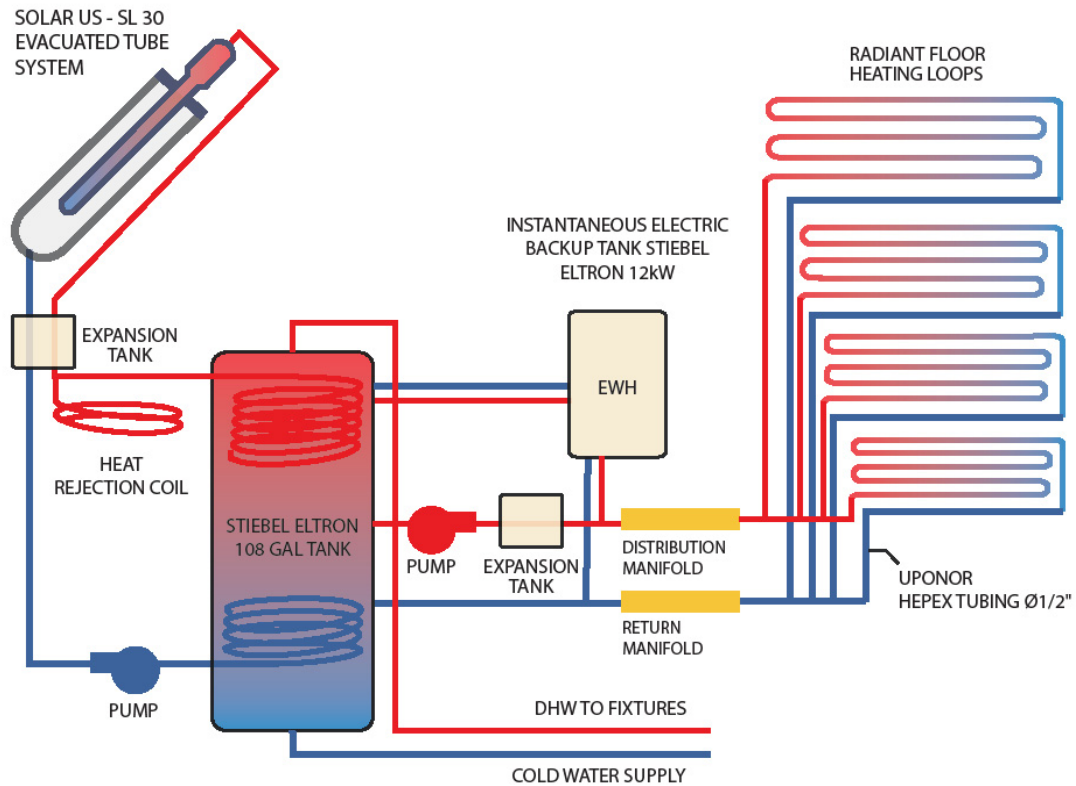 SOLAR US - SL 30
EVACUATED TUBE
SYSTEM
RADIANT FLOOR
HEATING LOOPS
INSTANTANEOUS ELECTRIC
BACKUP TANK STIEBEL
ELTRON 12kW
EXPANSION
TANK
EWH
HEAT
REJECTION COIL
STIEBEL ELTRON
108 GAL TANK
PUMP
EXPANSION
TANK
DISTRIBUTION
MANIFOLD
UPONOR
HEPEX TUBING Ø1/2"
RETURN
MANIFOLD
PUMP
DHW TO FIXTURES
COLD WATER SUPPLY